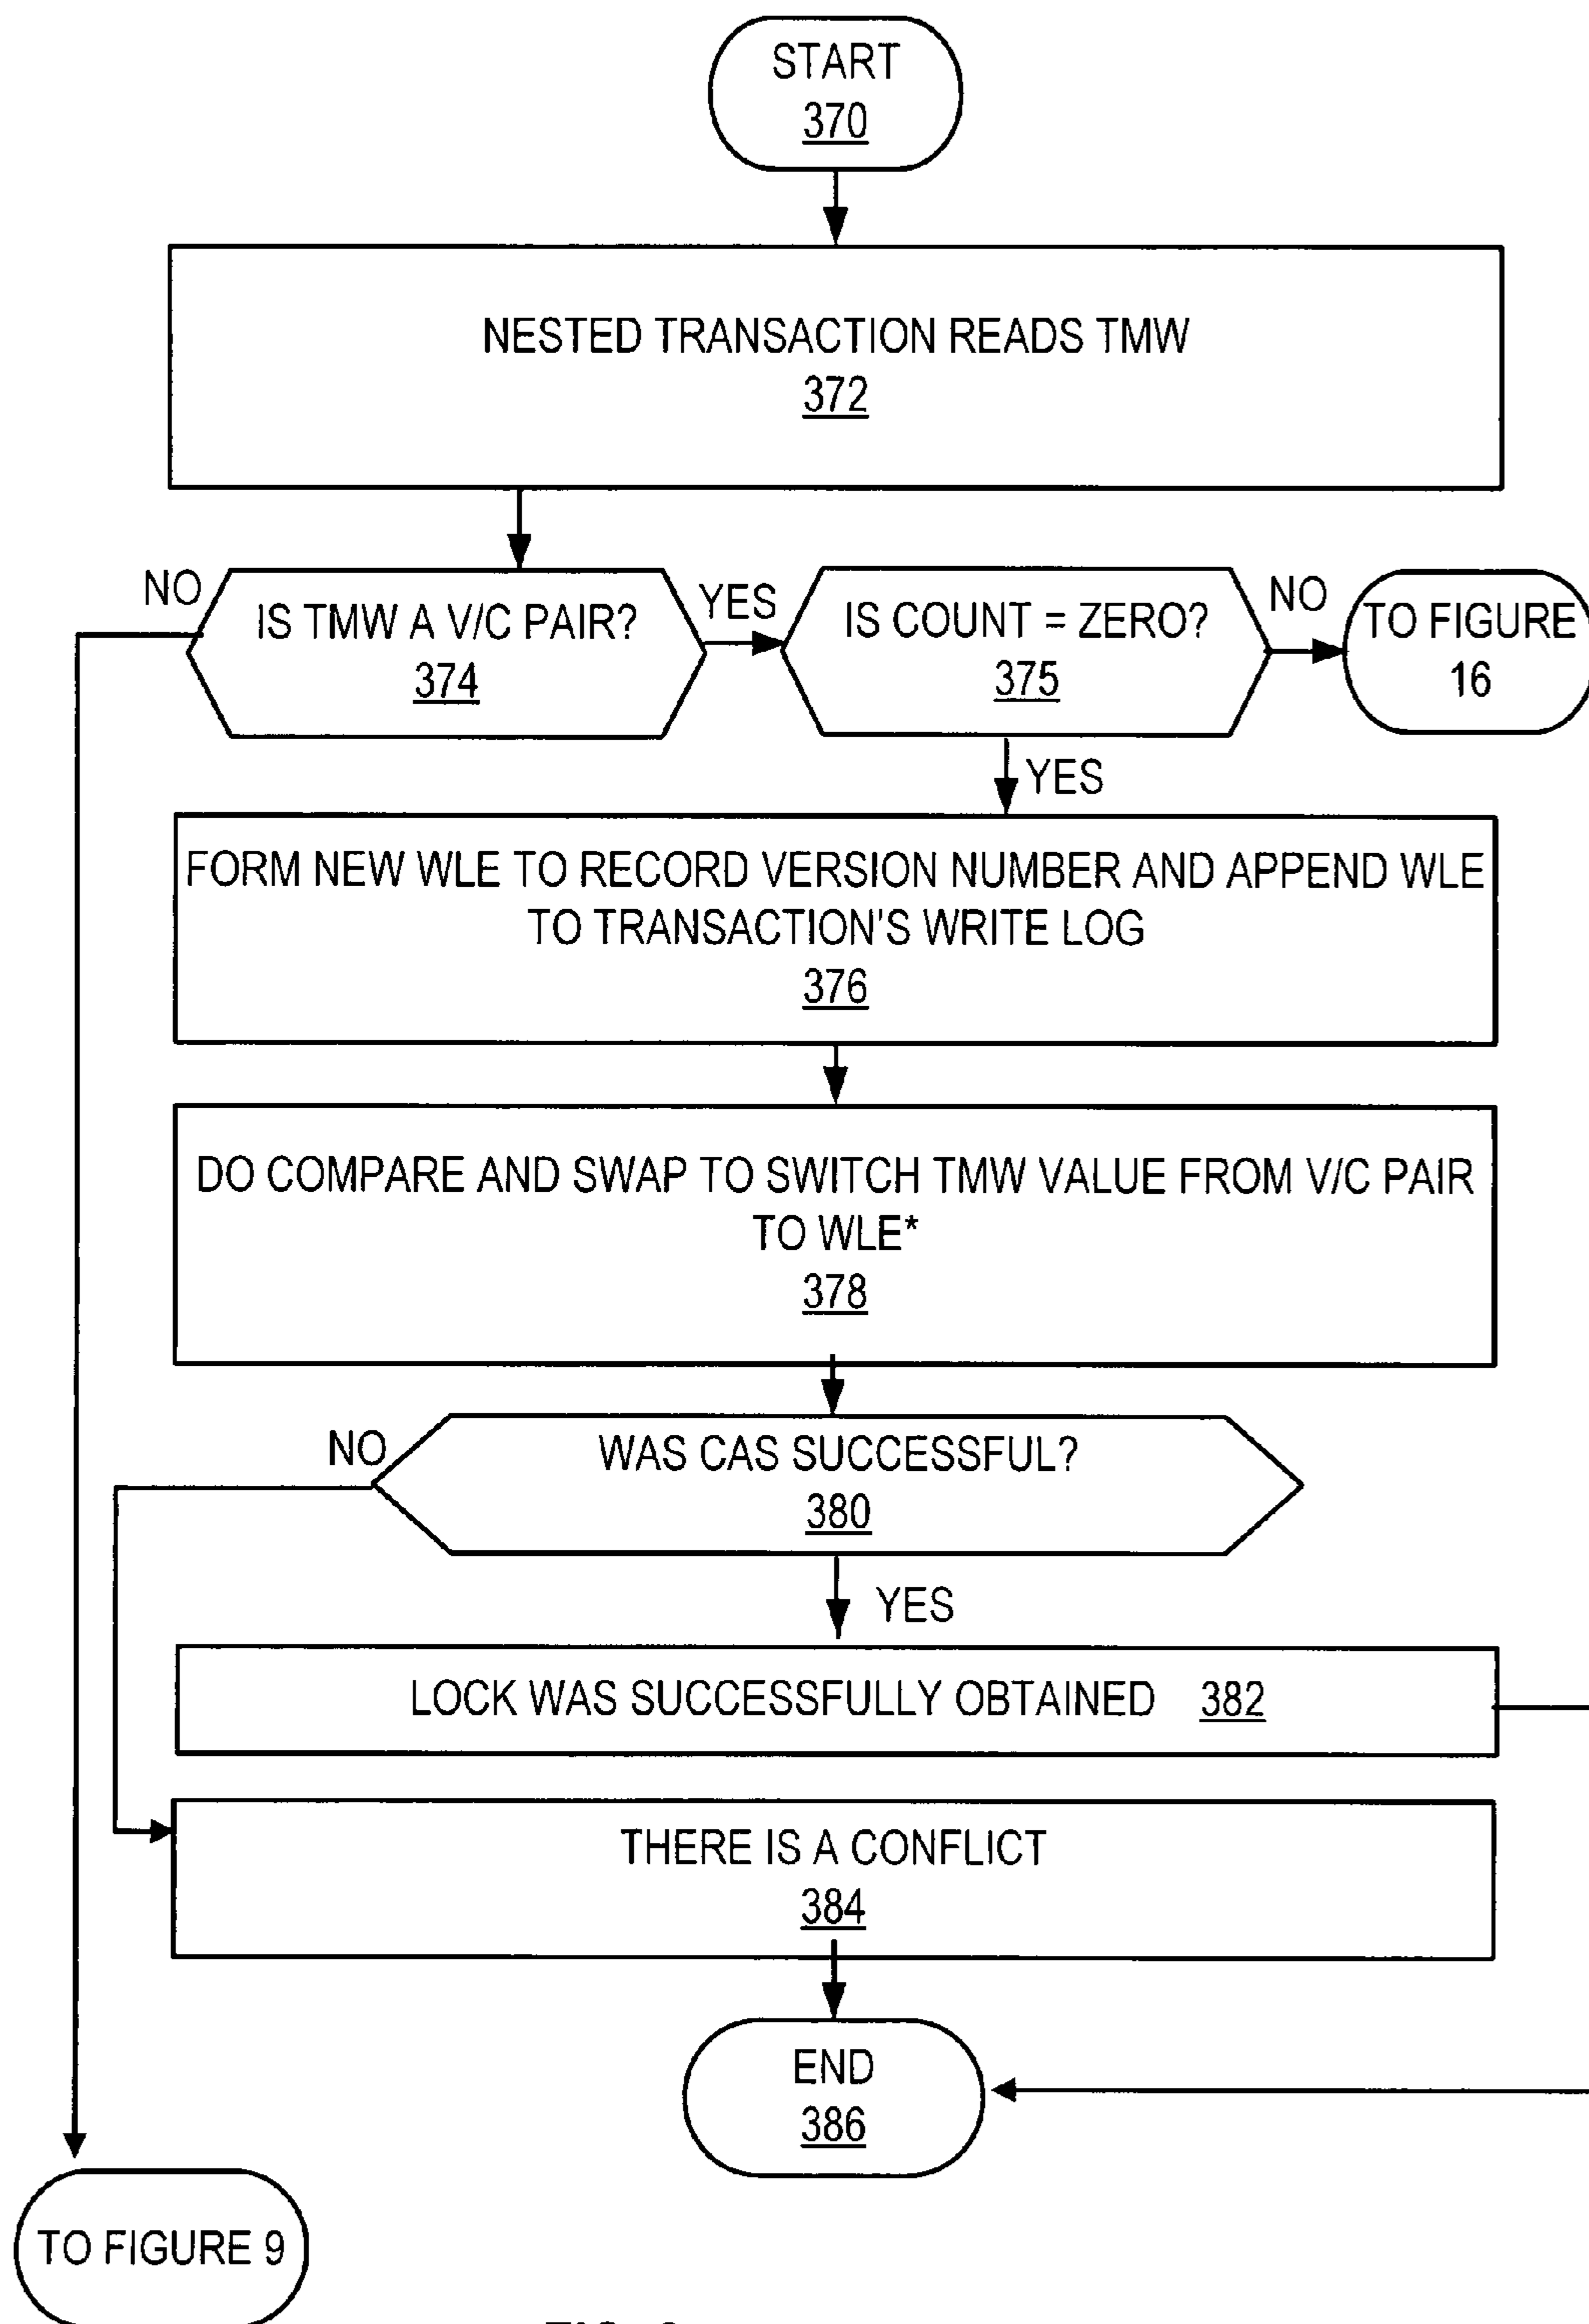 START
370
NESTED TRANSACTION READS TMW
372
NO
IS TMW A V/C PAIR?
374
YES
IS COUNT = ZERO?
375
NO
TO FIGURE
16
YES
FORM NEW WLE TO RECORD VERSION NUMBER AND APPEND WLE
TO TRANSACTION'S WRITE LOG
376
DO COMPARE AND SWAP TO SWITCH TMW VALUE FROM V/C PAIR
TO WLE*
378
NO
WAS CAS SUCCESSFUL?
380
YES
LOCK WAS SUCCESSFULLY OBTAINED 382
THERE IS A CONFLICT
384
END
386
TO FIGURE 9